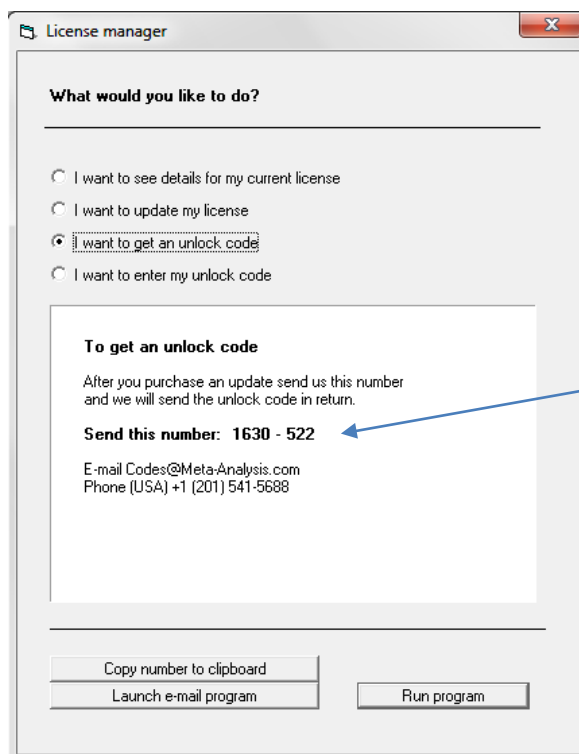 License manager
What would you like to do?
I want to see details for my current license
I want to update my license
I want to get an unlock code
I want to enter my unlock code
To get an unlock code
After you purchase an update send us this number
and we will send the unlock code in return.
Send this number: 1630 - 522
E-mail Codes@Meta-Analysis.com
Phone (USA) +1 (201) 541-5688
Copy number to clipboard
Launch e-mail program
Run program